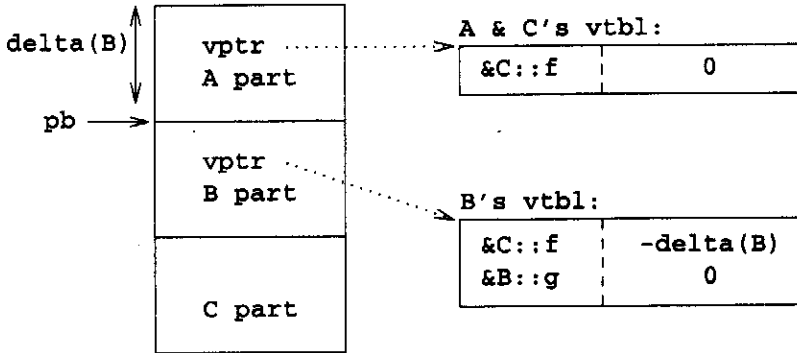 delta(B)
vptr
A part
pb
vptr
B part
C part
A & C's vtbl:
&C::f 0
B's vtbl:
&C::f -delta(B)
&B::g 0